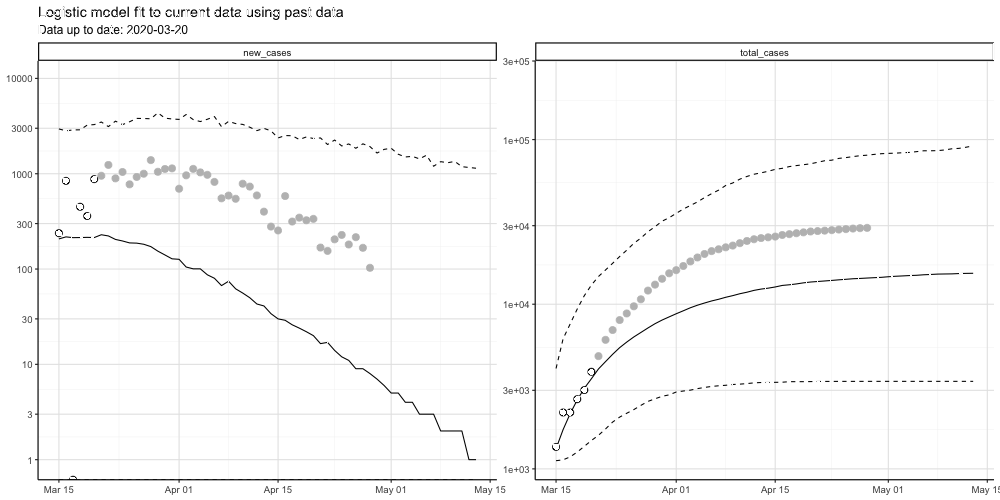 Logistic model fit to current data using past data
Data up to date: 2020-03-20
new_cases
total_cases
10000
3000
1000
300
100
30
10
3
1
Mar 15
Apr 01
Apr 15
May 01
May 15
3e+05
1e+05
3e+04
1e+04
3e+03
1e+03
Mar 15
Apr 01
Apr 15
May 01
May 15